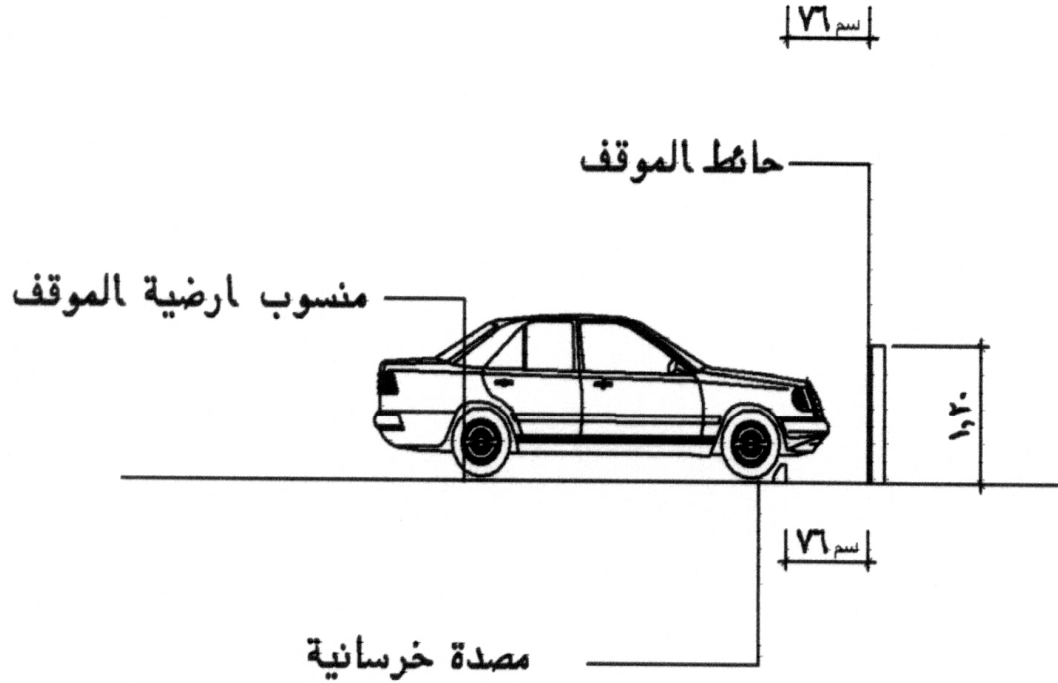 ٧٦ سم
حائط الموقف
منسوب ارضية الموقف
١,٢٠
٧٦ سم
مصدة خرسانية